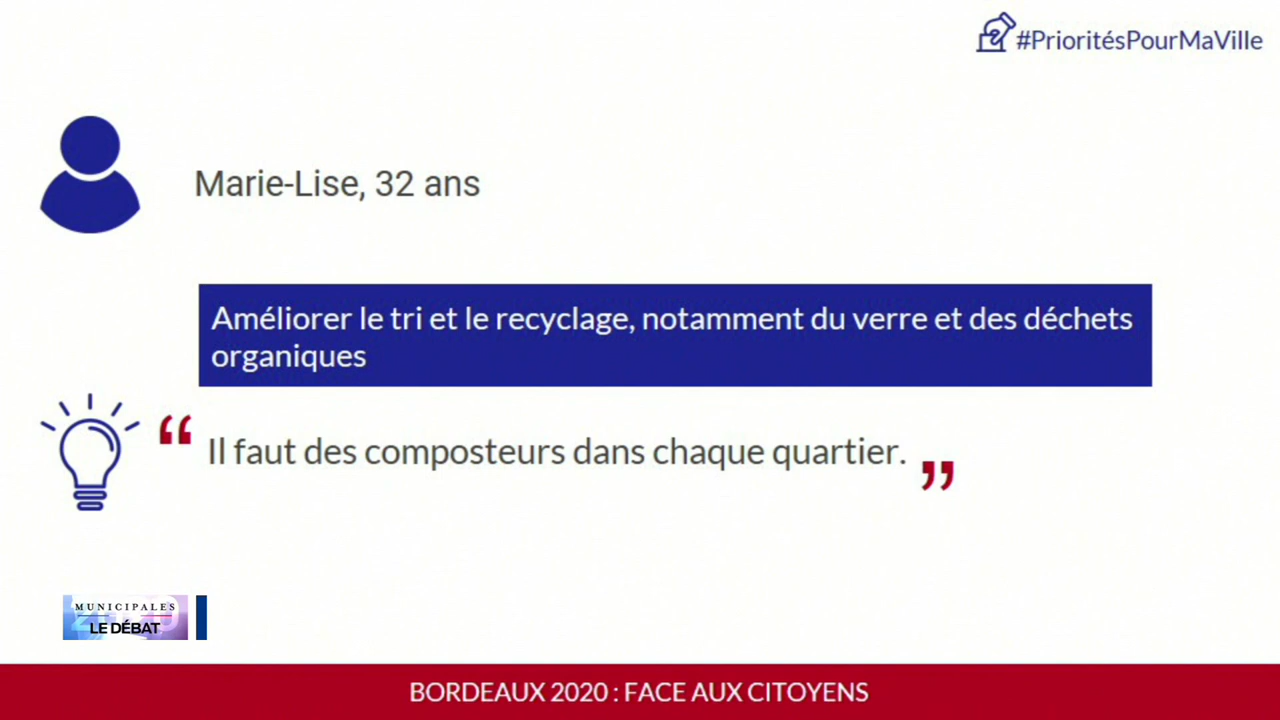 #PrioritésPourMaVille
Marie-Lise, 32 ans
Améliorer le tri et le recyclage, notamment du verre et des déchets
organiques
“ Il faut des composteurs dans chaque quartier. ”
MUNICIPALES
2020
LE DÉBAT
BORDEAUX 2020 : FACE AUX CITOYENS